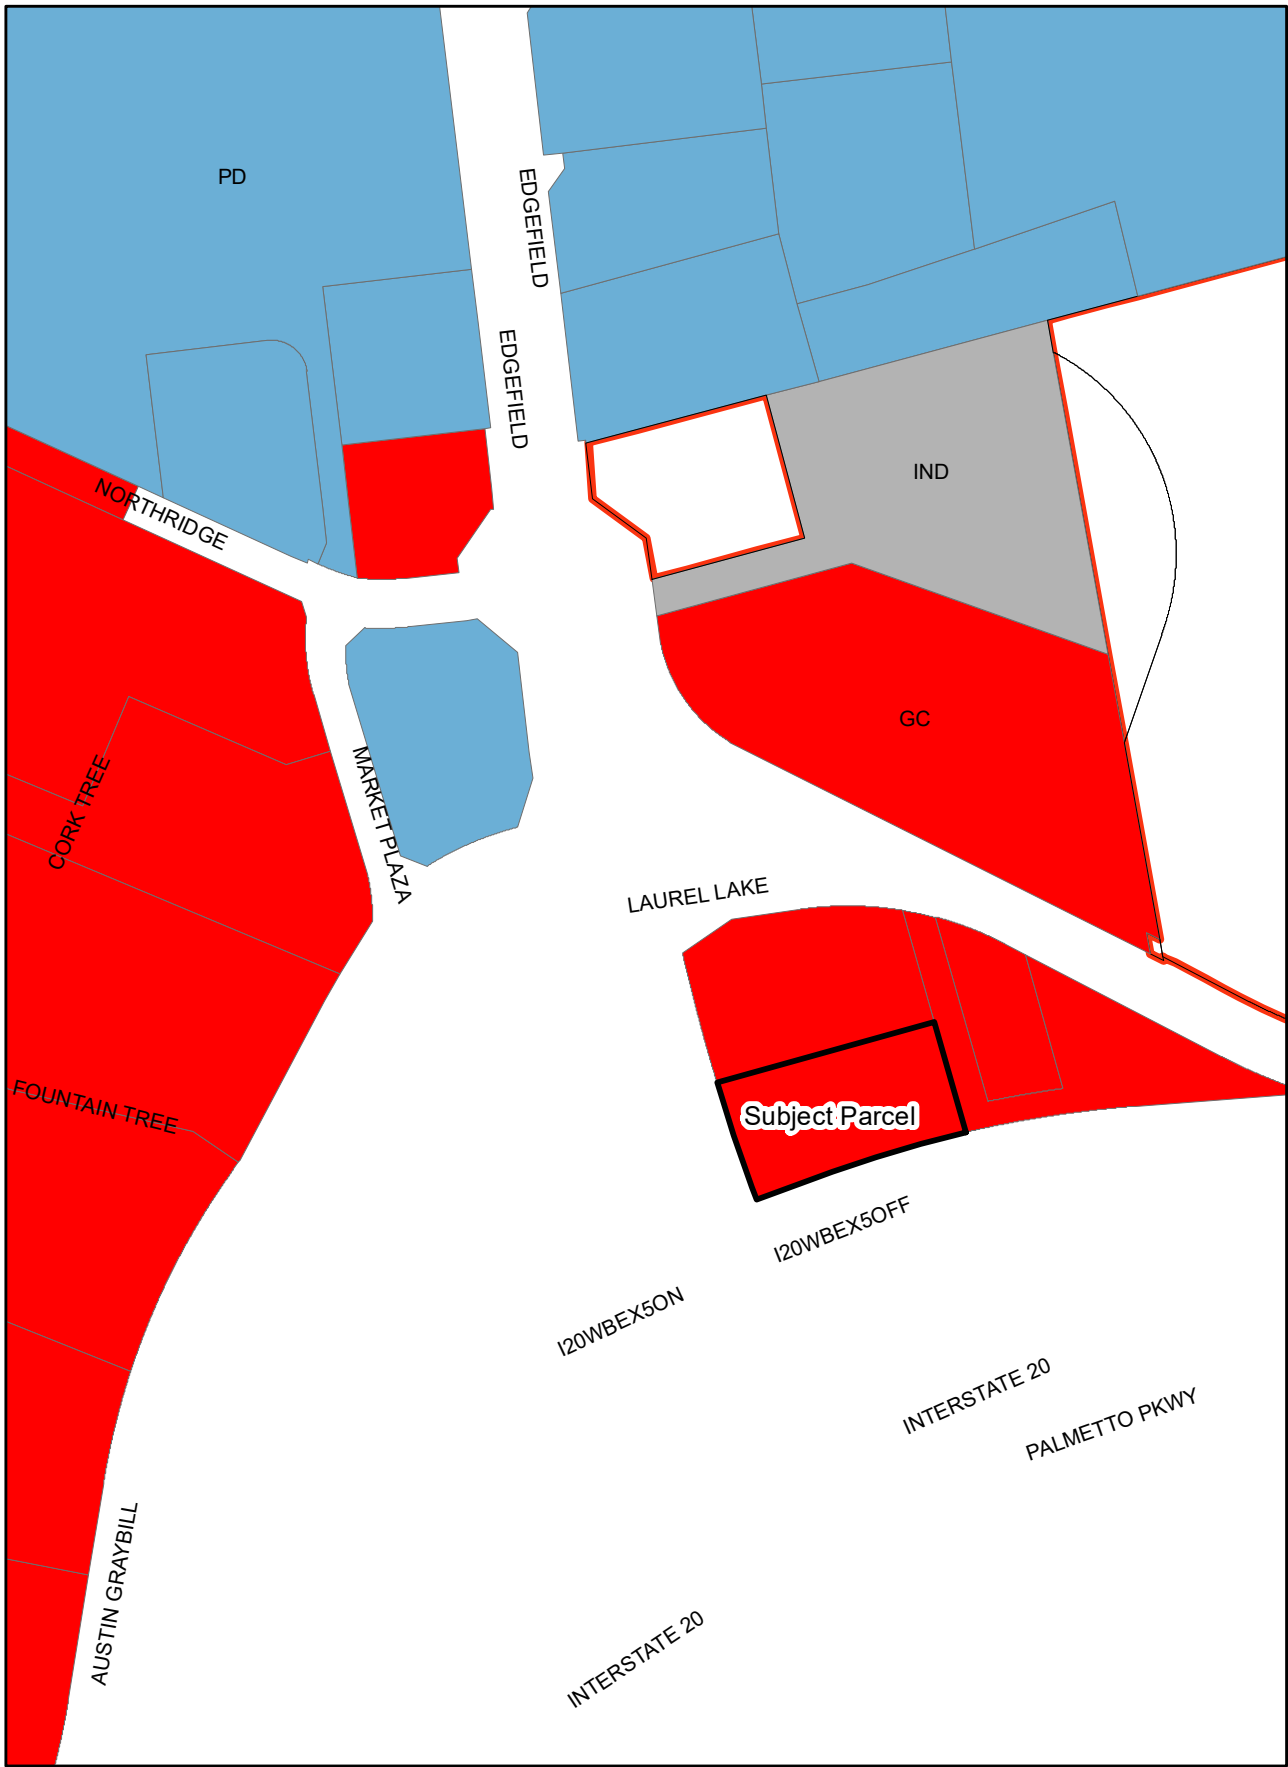 PD
EDGEFIELD
EDGEFIELD
IND
NORTHRIDGE
GC
MARKET PLAZA
CORK TREE
LAUREL LAKE
FOUNTAIN TREE
Subject Parcel
I20WBEX5OFF
I20WBEX5ON
INTERSTATE 20
PALMETTO PKWY
AUSTIN GRAYBILL
INTERSTATE 20